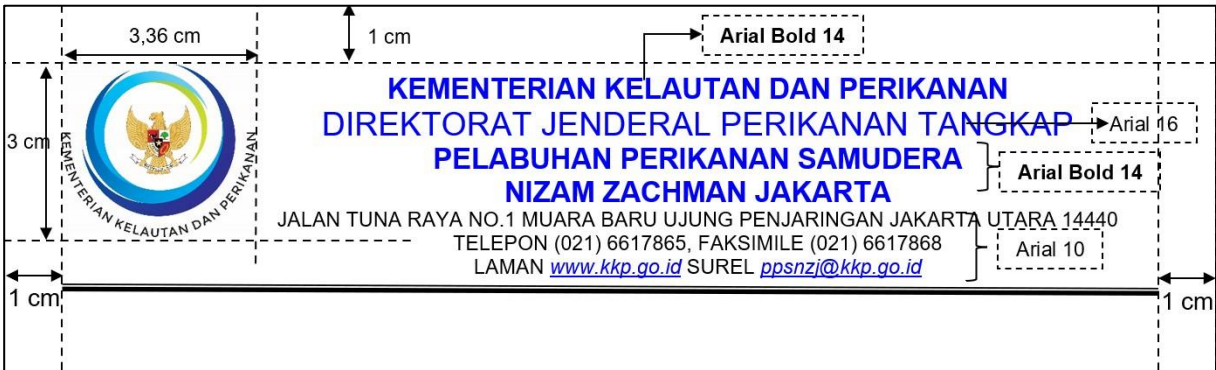 3,36 cm
1 cm
Arial Bold 14
KEMENTERIAN KELAUTAN DAN PERIKANAN
DIREKTORAT JENDERAL PERIKANAN TANGKAP
Arial 16
3 cm
KEMENTERIAN KELAUTAN DAN PERIKANAN
PELABUHAN PERIKANAN SAMUDERA
NIZAM ZACHMAN JAKARTA
Arial Bold 14
JALAN TUNA RAYA NO.1 MUARA BARU UJUNG PENJARINGAN JAKARTA UTARA 14440
TELEPON (021) 6617865, FAKSIMILE (021) 6617868
LAMAN www.kkp.go.id SUREL ppsnzj@kkp.go.id
Arial 10
1 cm
1 cm